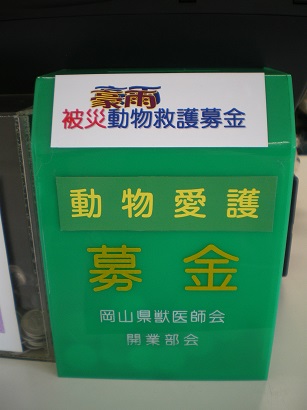 豪雨
被災動物救護募金
動物愛護
募金
岡山県獣医師会
開業部会